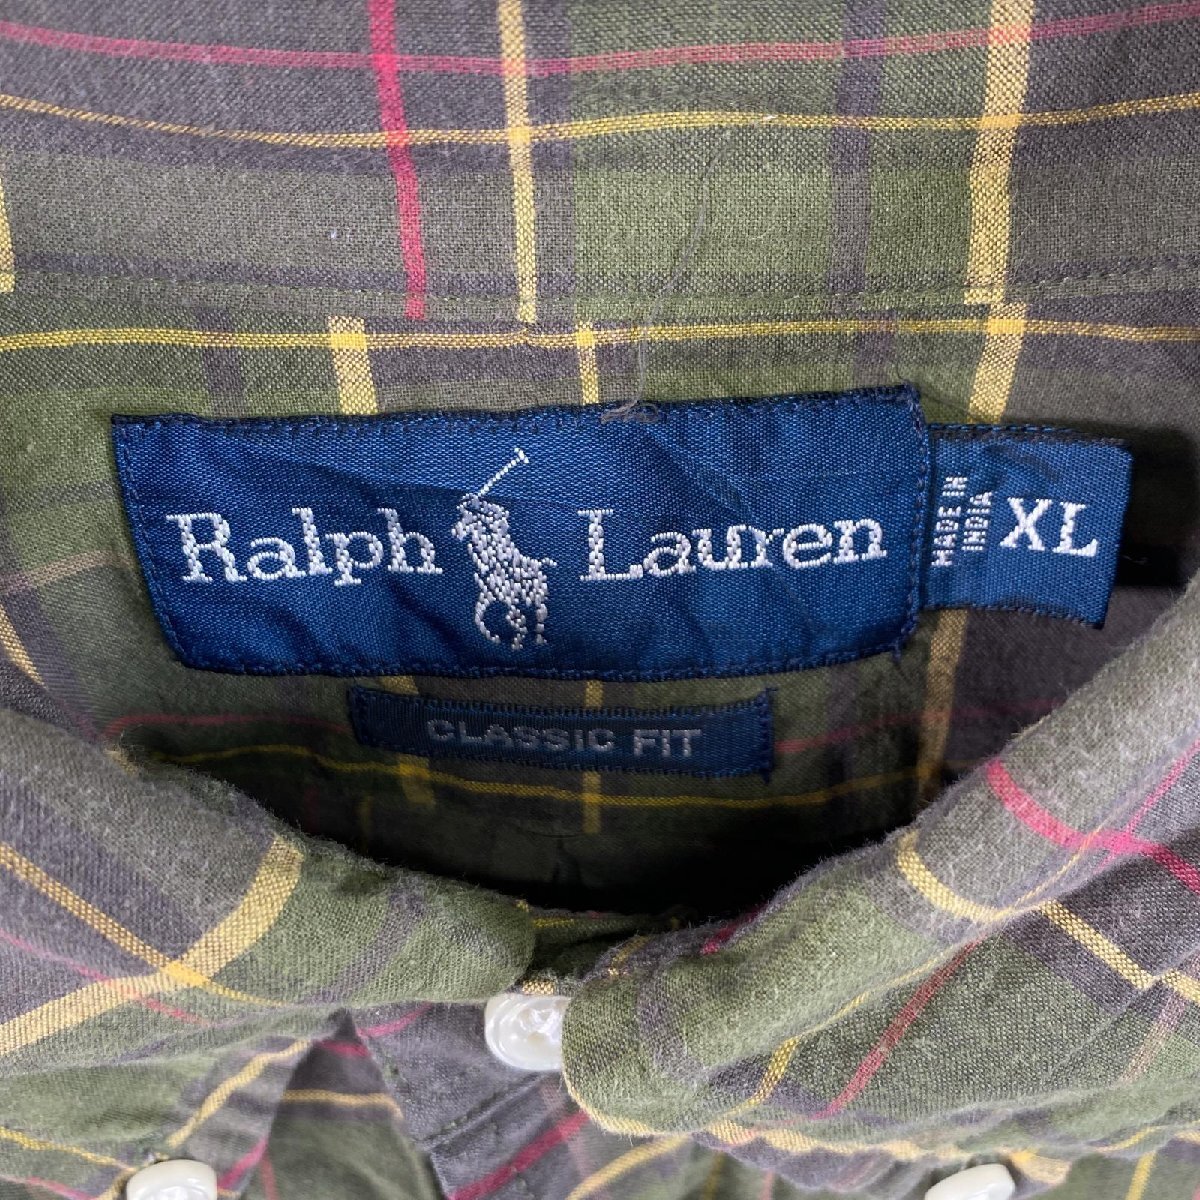 Ralph Lauren
MADE IN
INDIA
XL
CLASSIC FIT